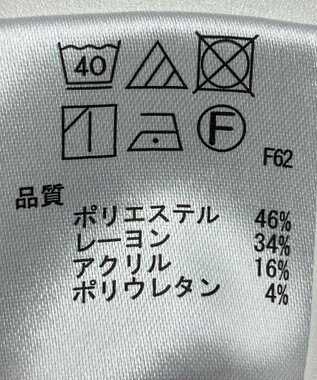 40
F
F62
品質
ポリエステル 46%
レーヨン 34%
アクリル 16%
ポリウレタン 4%